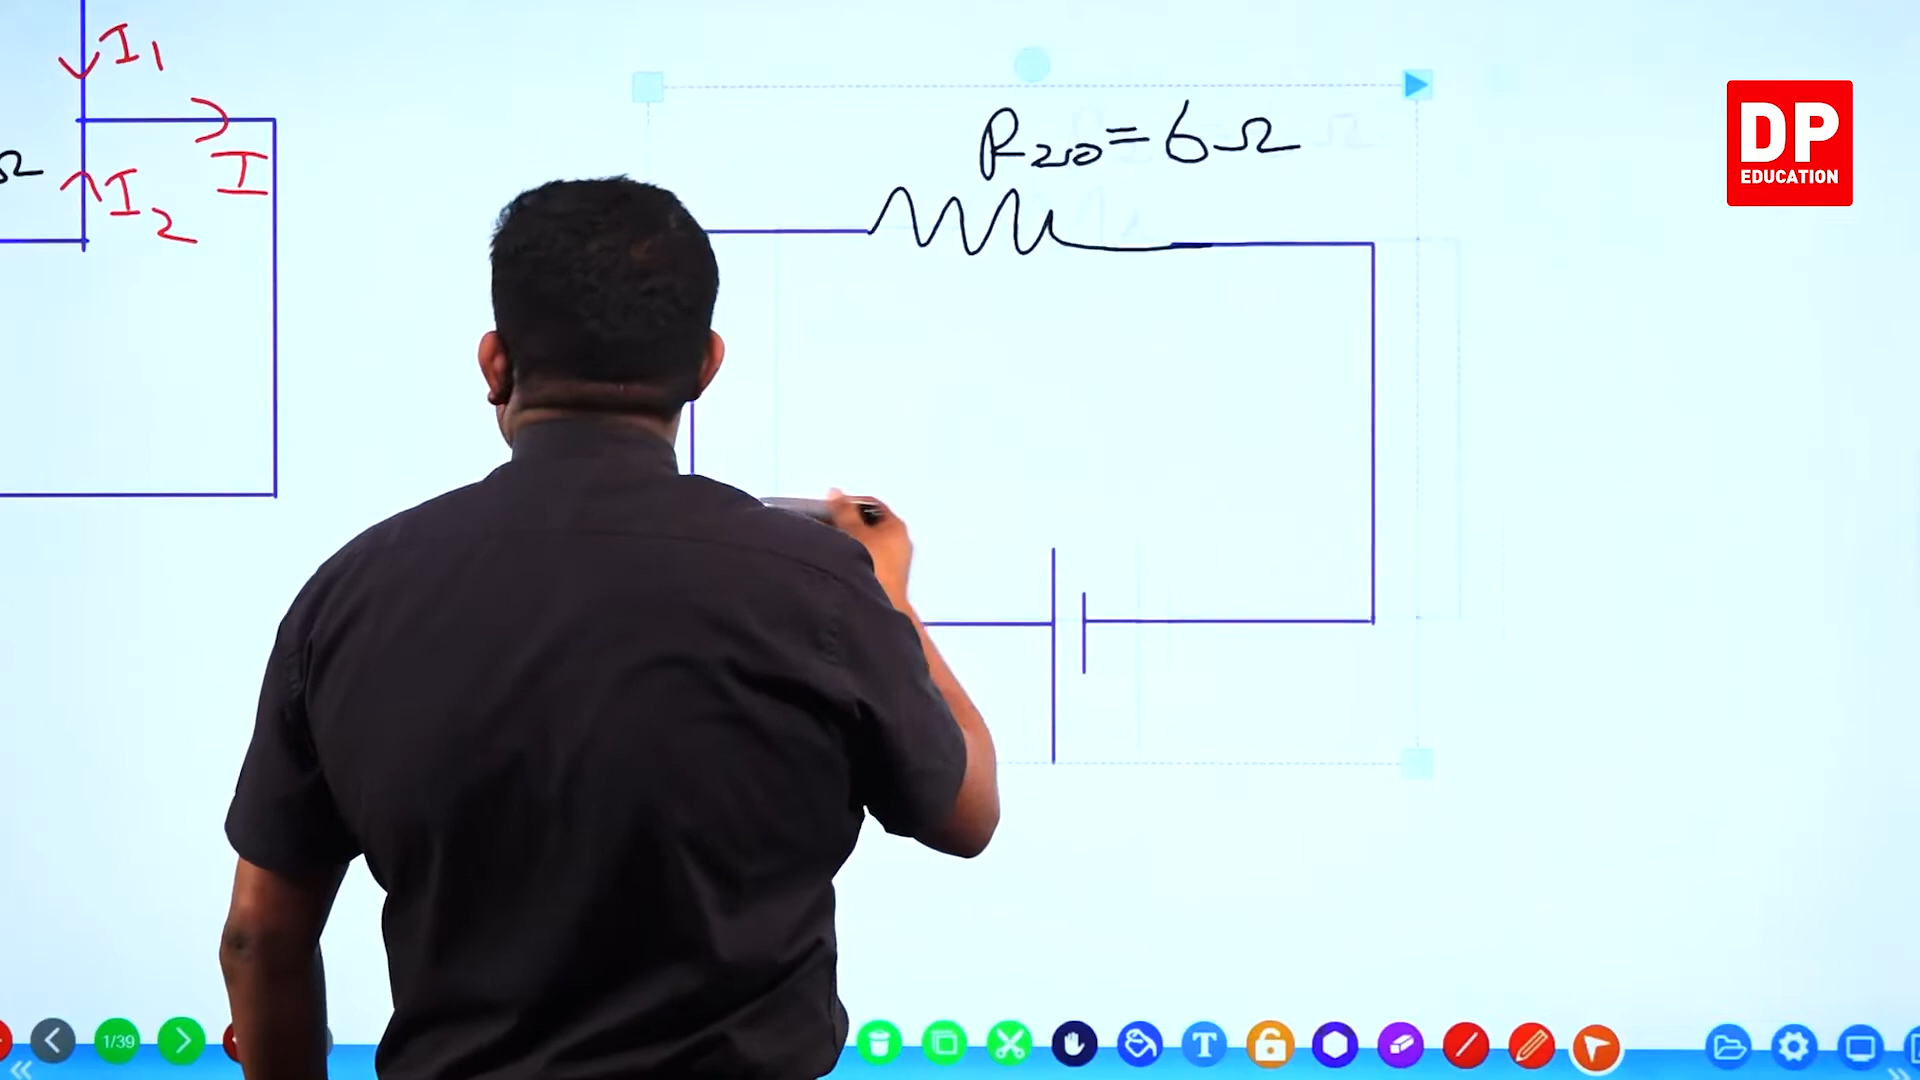 I₁
I
I₂
Ω
R₂₀ = 6Ω
DP
EDUCATION
1/39
T